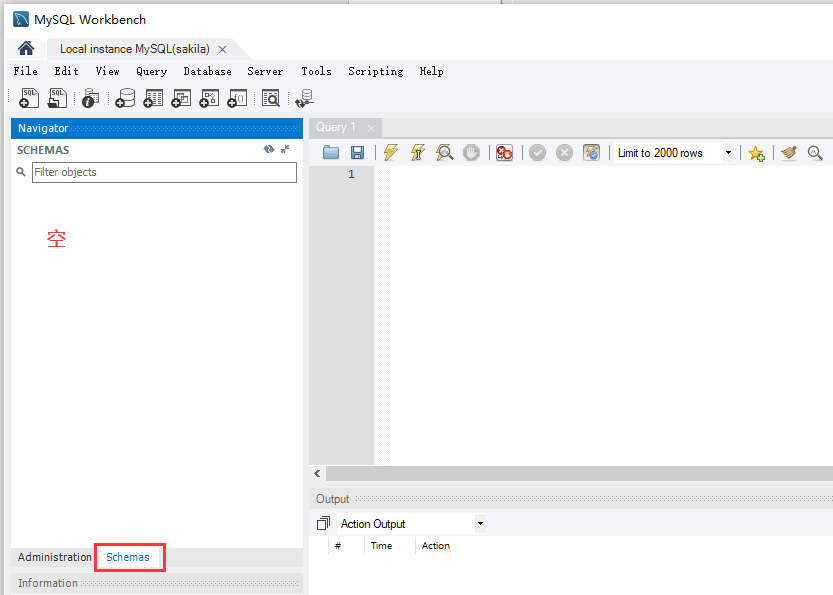 MySQL Workbench
Local instance MySQL(sakila)
File Edit View Query Database Server Tools Scripting Help
Navigator
Query 1
SCHEMAS
Limit to 2000 rows
Filter objects
1
空
Output
Action Output
# Time Action
Administration Schemas
Information